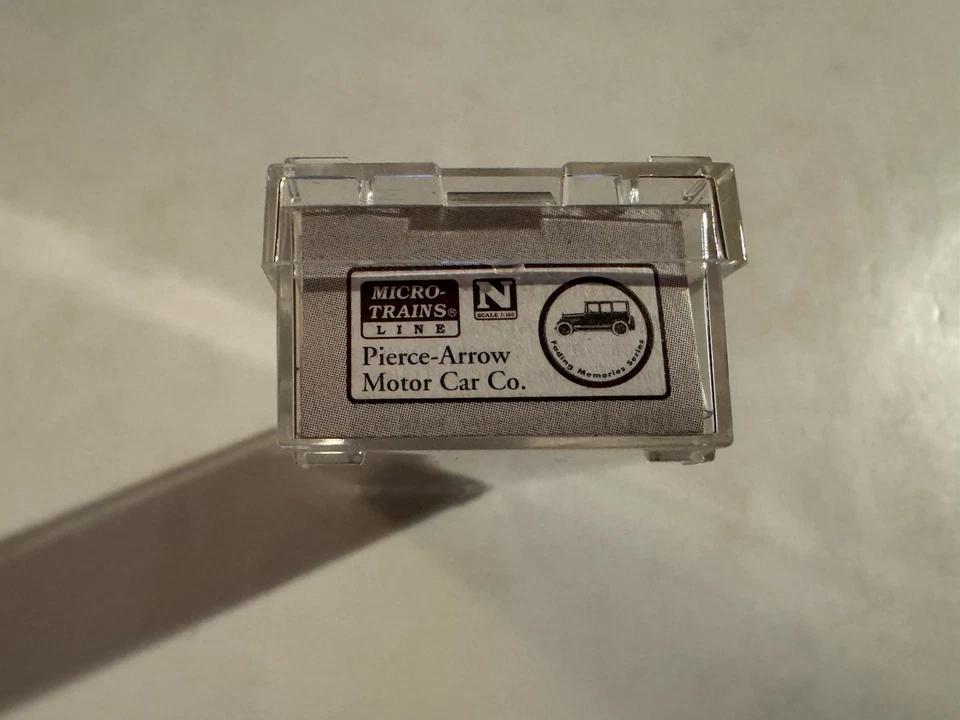 MICRO-
TRAINS®
LINE
N
SCALE 1:160
Pierce-Arrow
Motor Car Co.
Fading Memories Series